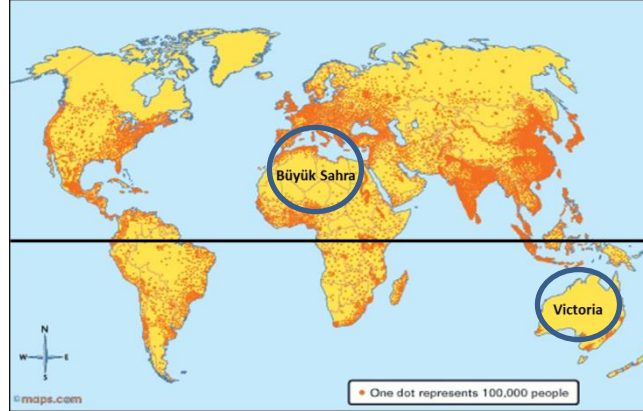 Büyük Sahra
Victoria
N
W E
S
©maps.com
One dot represents 100,000 people